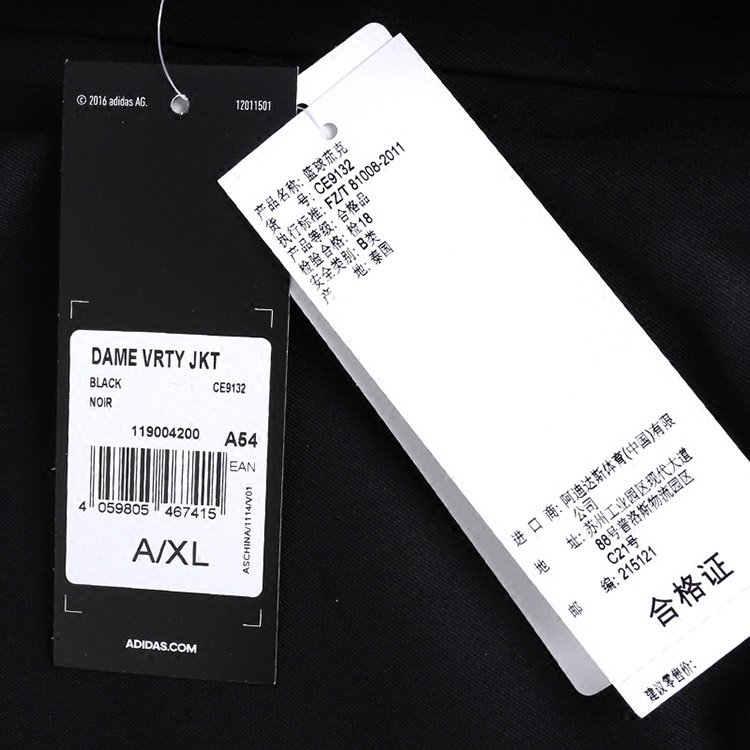 © 2016 adidas AG.
12011501
DAME VRTY JKT
BLACK CE9132
NOIR
119004200 A54
EAN
4 059805 467415
A/XL
ASCHINA/1114/V01
ADIDAS.COM
产品名称: 篮球茄克
货 号: CE9132
执行标准: FZ/T 81008-2011
产品等级: 合格品
检验合格: 检18
安全类别: B类
产 地: 泰国
进 口 商: 阿迪达斯体育(中国)有限
公司
地 址: 苏州工业园区现代大道
88号普洛斯物流园区
C21号
邮 编: 215121
合格证
建议零售价: